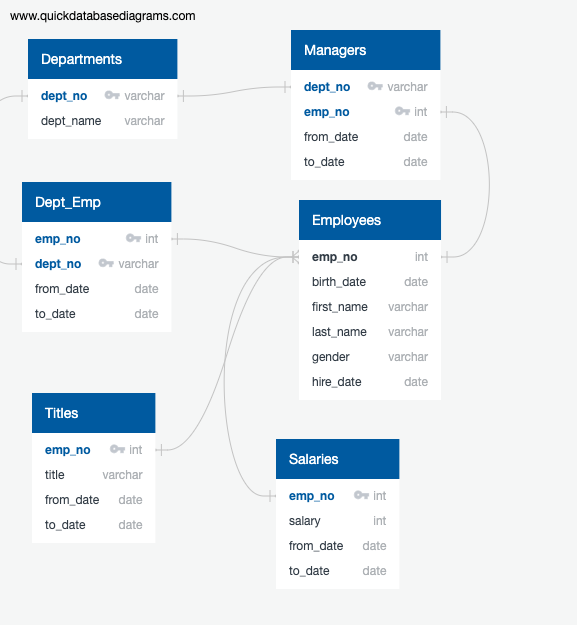 www.quickdatabasediagrams.com
Departments
dept_no varchar
dept_name varchar
Managers
dept_no varchar
emp_no int
from_date date
to_date date
Dept_Emp
emp_no int
dept_no varchar
from_date date
to_date date
Employees
emp_no int
birth_date date
first_name varchar
last_name varchar
gender varchar
hire_date date
Titles
emp_no int
title varchar
from_date date
to_date date
Salaries
emp_no int
salary int
from_date date
to_date date